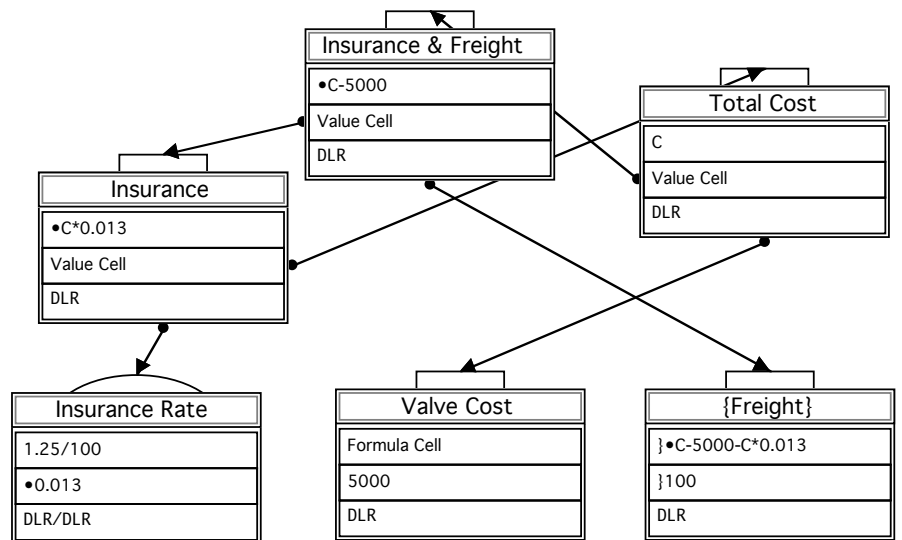 Insurance & Freight
•C-5000
Value Cell
DLR
Total Cost
C
Value Cell
DLR
Insurance
•C*0.013
Value Cell
DLR
Insurance Rate
1.25/100
•0.013
DLR/DLR
Valve Cost
Formula Cell
5000
DLR
{Freight}
}•C-5000-C*0.013
}100
DLR